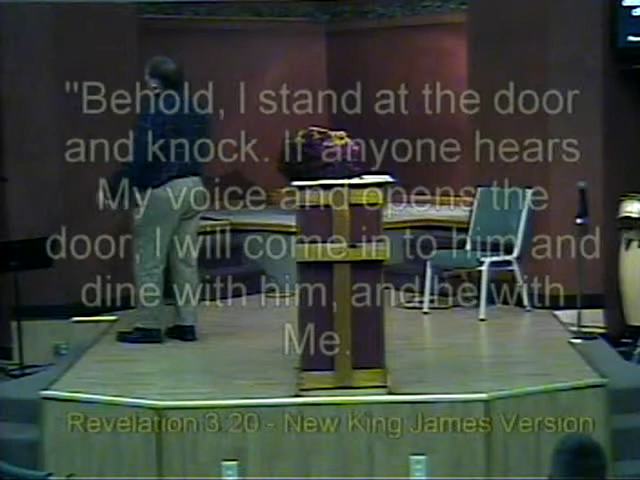 "Behold, I stand at the door
and knock. If anyone hears
My voice and opens the
door, I will come in to him and
dine with him, and he with
Me.
Revelation 3.20 - New King James Version